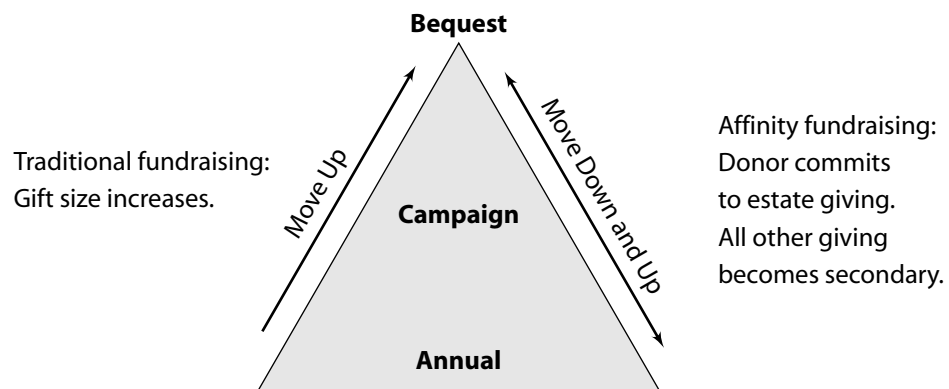 Bequest
Traditional fundraising:
Gift size increases.
Move Up
Move Down and Up
Affinity fundraising:
Donor commits
to estate giving.
All other giving
becomes secondary.
Campaign
Annual